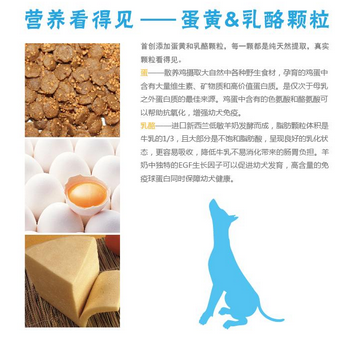 营养看得见 ——蛋黄&乳酪颗粒
首创添加蛋黄和乳酪颗粒。每一颗都是纯天然提取。真实
颗粒看得见。
蛋——散养鸡摄取大自然中各种野生食材，孕育的鸡蛋中
含有大量维生素、矿物质和高价值蛋白质。是仅次于母乳
之外蛋白质的最佳来源。鸡蛋中含有的色氨酸和酪氨酸可
以帮助抗氧化，增强幼犬免疫。
乳酪——进口新西兰低敏羊奶发酵而成，脂肪颗粒体积是
牛乳的1/3，且大部分是不饱和脂肪酸，呈现良好的乳化状
态，更容易吸收，降低牛乳不易消化带来的肠胃负担。羊
奶中独特的EGF生长因子可以促进幼犬发育，高含量的免
疫球蛋白同时保障幼犬健康。